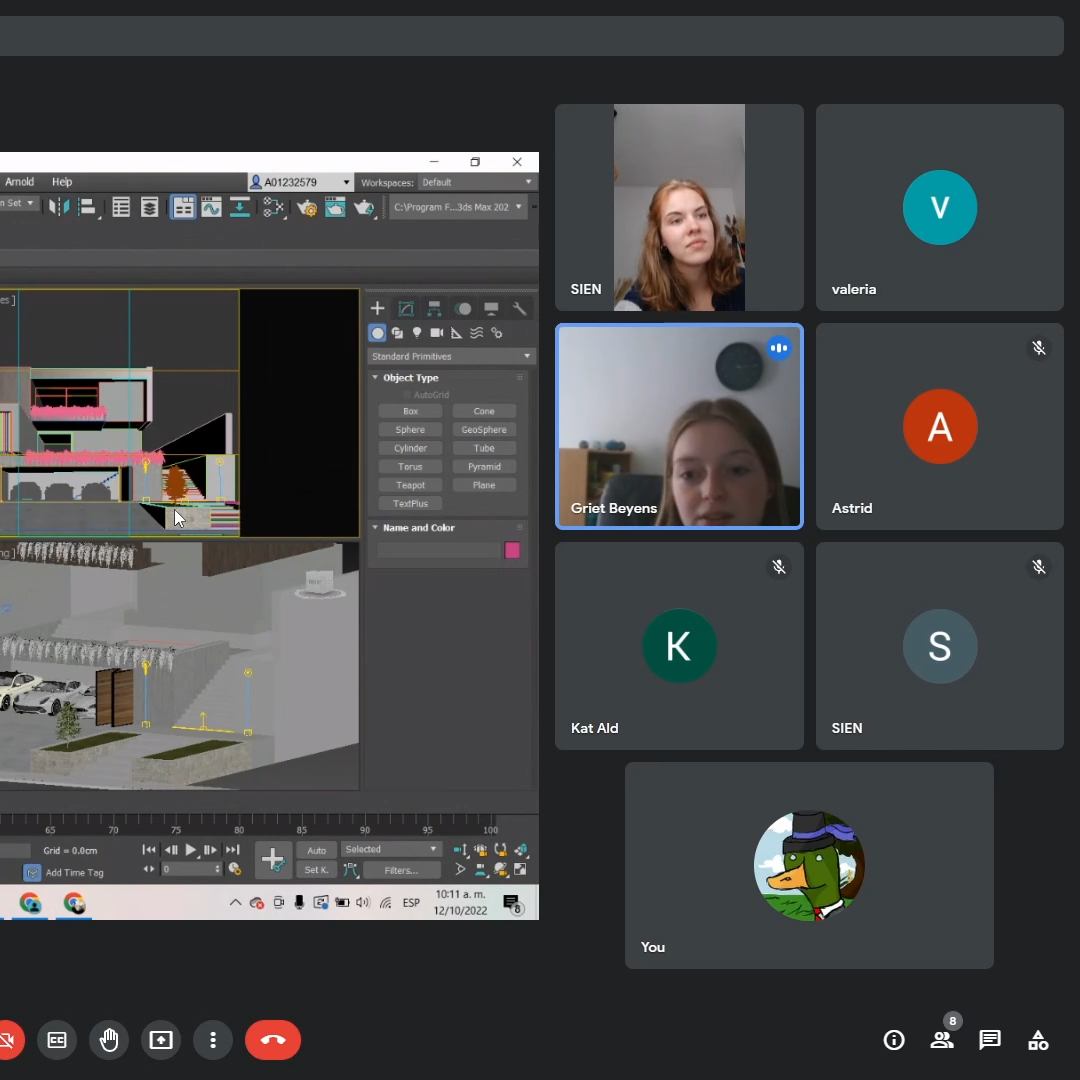 Arnold Help
A01232579
Workspaces: Default
n Set
C:\Program F...3ds Max 202
es ]
Standard Primitives
Object Type
AutoGrid
Box Cone
Sphere GeoSphere
Cylinder Tube
Torus Pyramid
Teapot Plane
TextPlus
Name and Color
ng ]
65 70 75 80 85 90 95 100
Grid = 0.0cm
Auto
Selected
Add Time Tag
0
Set K.
Filters...
ESP
10:11 a. m.
12/10/2022
8
SIEN
V
valeria
Griet Beyens
A
Astrid
K
Kat Ald
S
SIEN
You
CC
8